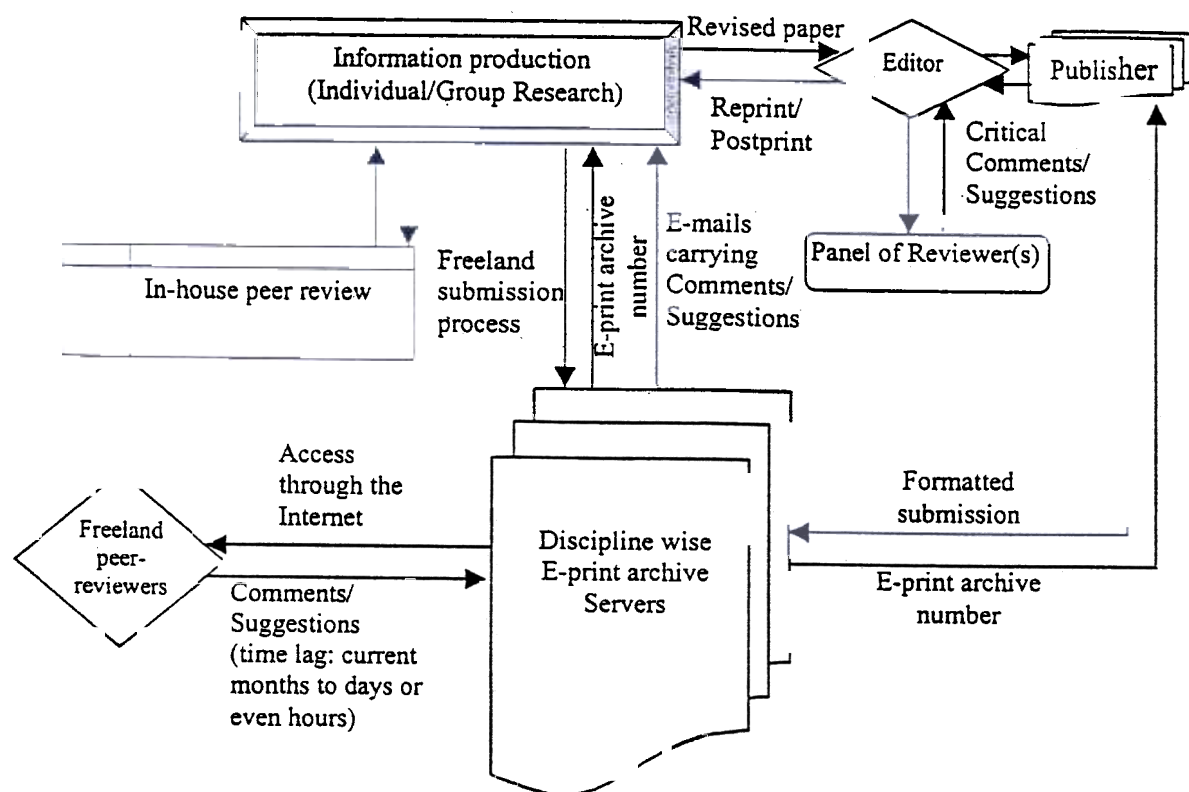 Revised paper
Information production
(Individual/Group Research)
Editor
Publisher
Reprint/
Postprint
Critical
Comments/
Suggestions
E-print archive
number
E-mails
carrying
Comments/
Suggestions
Panel of Reviewer(s)
Freeland
submission
process
In-house peer review
Access
through the
Internet
Formatted
submission
Freeland
peer-
reviewers
Discipline wise
E-print archive
Servers
E-print archive
number
Comments/
Suggestions
(time lag: current
months to days or
even hours)